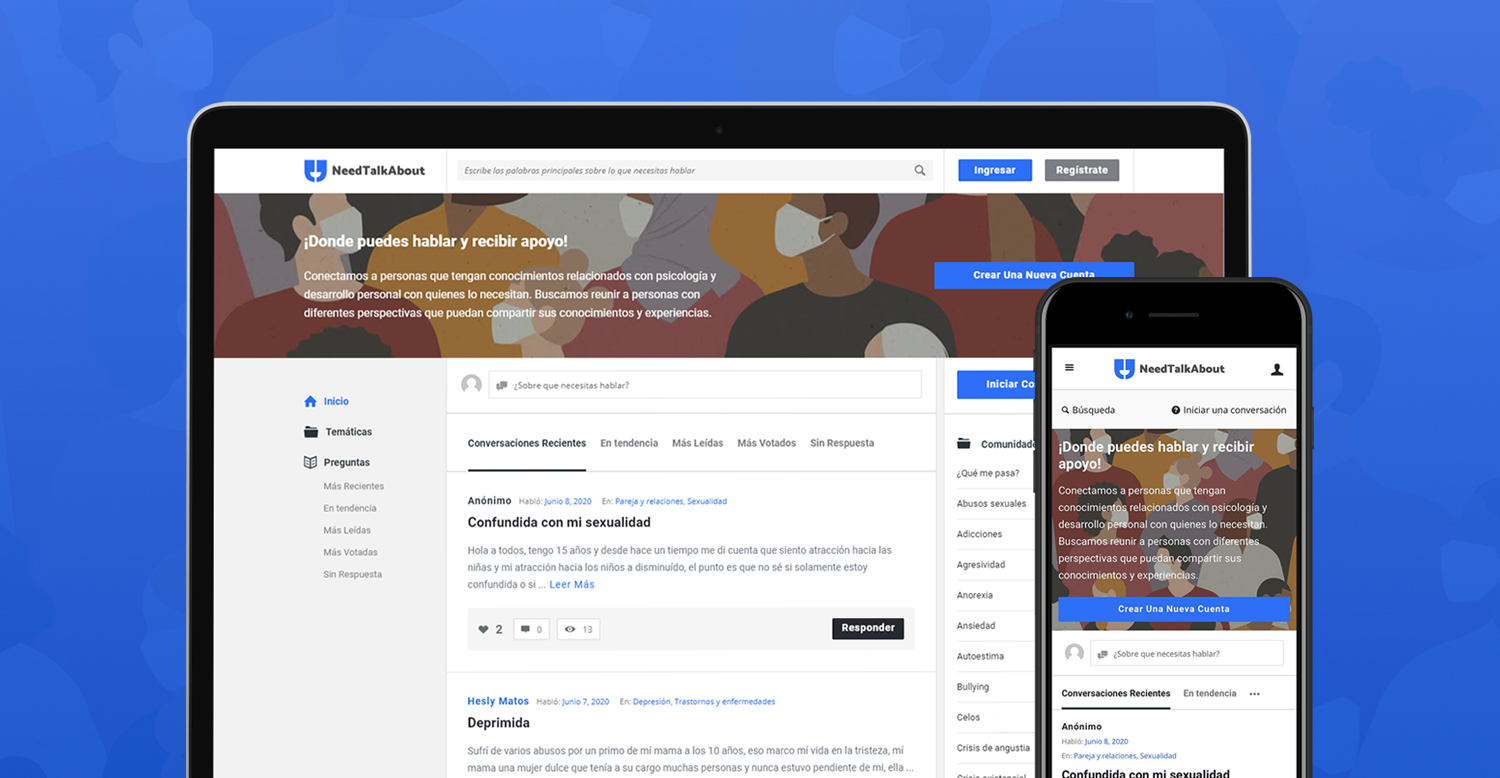 NeedTalkAbout
Escribe las palabras principales sobre lo que necesitas hablar
Ingresar
Regístrate
¡Donde puedes hablar y recibir apoyo!
Conectamos a personas que tengan conocimientos relacionados con psicología y
desarrollo personal con quienes lo necesitan. Buscamos reunir a personas con
diferentes perspectivas que puedan compartir sus conocimientos y experiencias.
Crear Una Nueva Cuenta
Inicio
Temáticas
Preguntas
Más Recientes
En tendencia
Más Leídas
Más Votadas
Sin Respuesta
¿Sobre que necesitas hablar?
Conversaciones Recientes
En tendencia
Más Leídas
Más Votados
Sin Respuesta
Anónimo Habló: Junio 8, 2020 En: Pareja y relaciones, Sexualidad
Confundida con mi sexualidad
Hola a todos, tengo 15 años y desde hace un tiempo me di cuenta que siento atracción hacia las
niñas y mi atracción hacia los niños a disminuído, el punto es que no sé si solamente estoy
confundida o si ... Leer Más
2
0
13
Responder
Hesly Matos Habló: Junio 7, 2020 En: Depresión, Trastornos y enfermedades
Deprimida
Sufrí de varios abusos por un primo de mí mama a los 10 años, eso marco mí vida en la tristeza, mí
mama una mujer dulce que tenía a su cargo muchas personas y nunca estuvo pendiente de mi, ella ...
Iniciar Co
Comunidade
¿Qué me pasa?
Abusos sexuales
Adicciones
Agresividad
Anorexia
Ansiedad
Autoestima
Bullying
Celos
Crisis de angustia
Crisis existencial
NeedTalkAbout
Búsqueda
Iniciar una conversación
¡Donde puedes hablar y recibir
apoyo!
Conectamos a personas que tengan
conocimientos relacionados con psicología y
desarrollo personal con quienes lo necesitan.
Buscamos reunir a personas con diferentes
perspectivas que puedan compartir sus
conocimientos y experiencias.
Crear Una Nueva Cuenta
¿Sobre que necesitas hablar?
Conversaciones Recientes
En tendencia
...
Anónimo
Habló: Junio 8, 2020
En: Pareja y relaciones, Sexualidad
Confundida con mi sexualidad